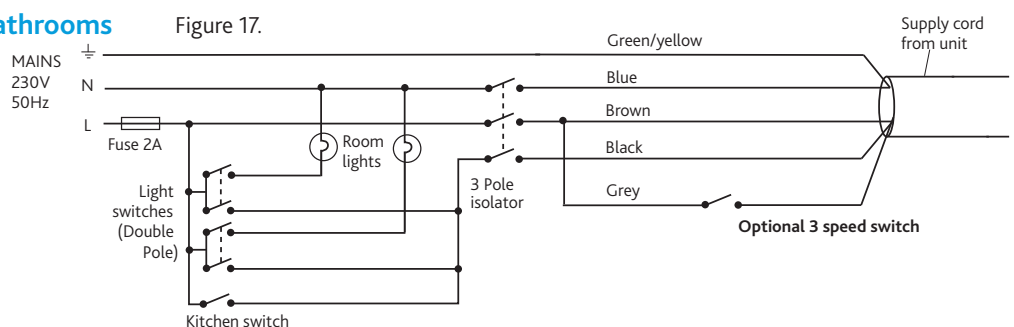 athrooms
Figure 17.
MAINS
230V
50Hz
N
L
Fuse 2A
Green/yellow
Blue
Brown
Black
Grey
Supply cord
from unit
Room
lights
3 Pole
isolator
Light
switches
(Double
Pole)
Optional 3 speed switch
Kitchen switch